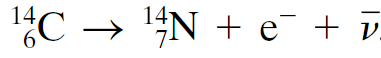 ¹⁴₆C → ¹⁴₇N + e⁻ + ν̅.